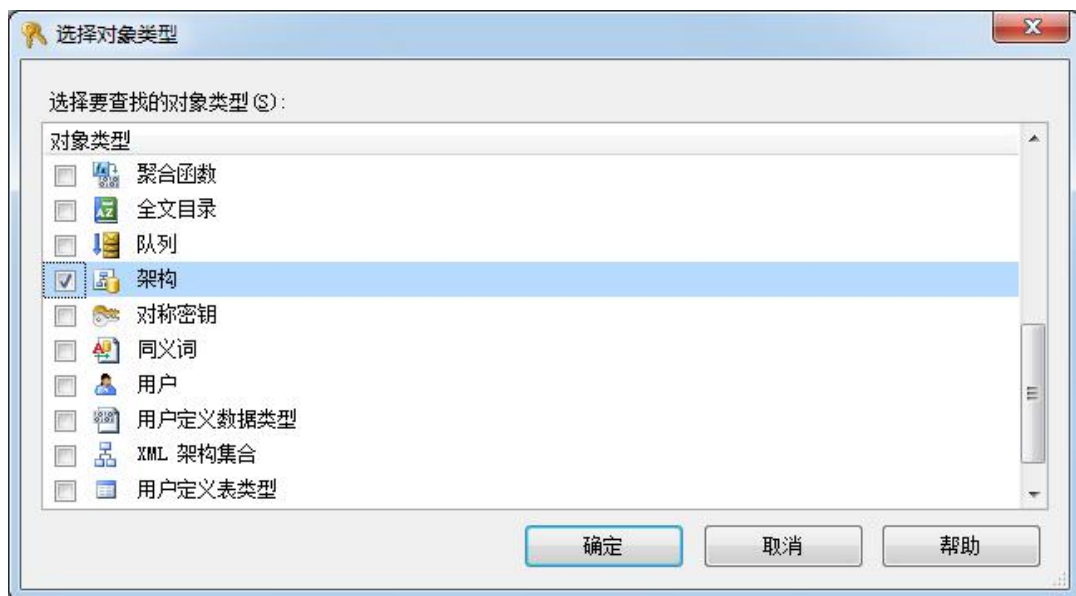 选择对象类型
选择要查找的对象类型(S):
对象类型
聚合函数
全文目录
队列
架构
对称密钥
同义词
用户
用户定义数据类型
XML 架构集合
用户定义表类型
确定 取消 帮助